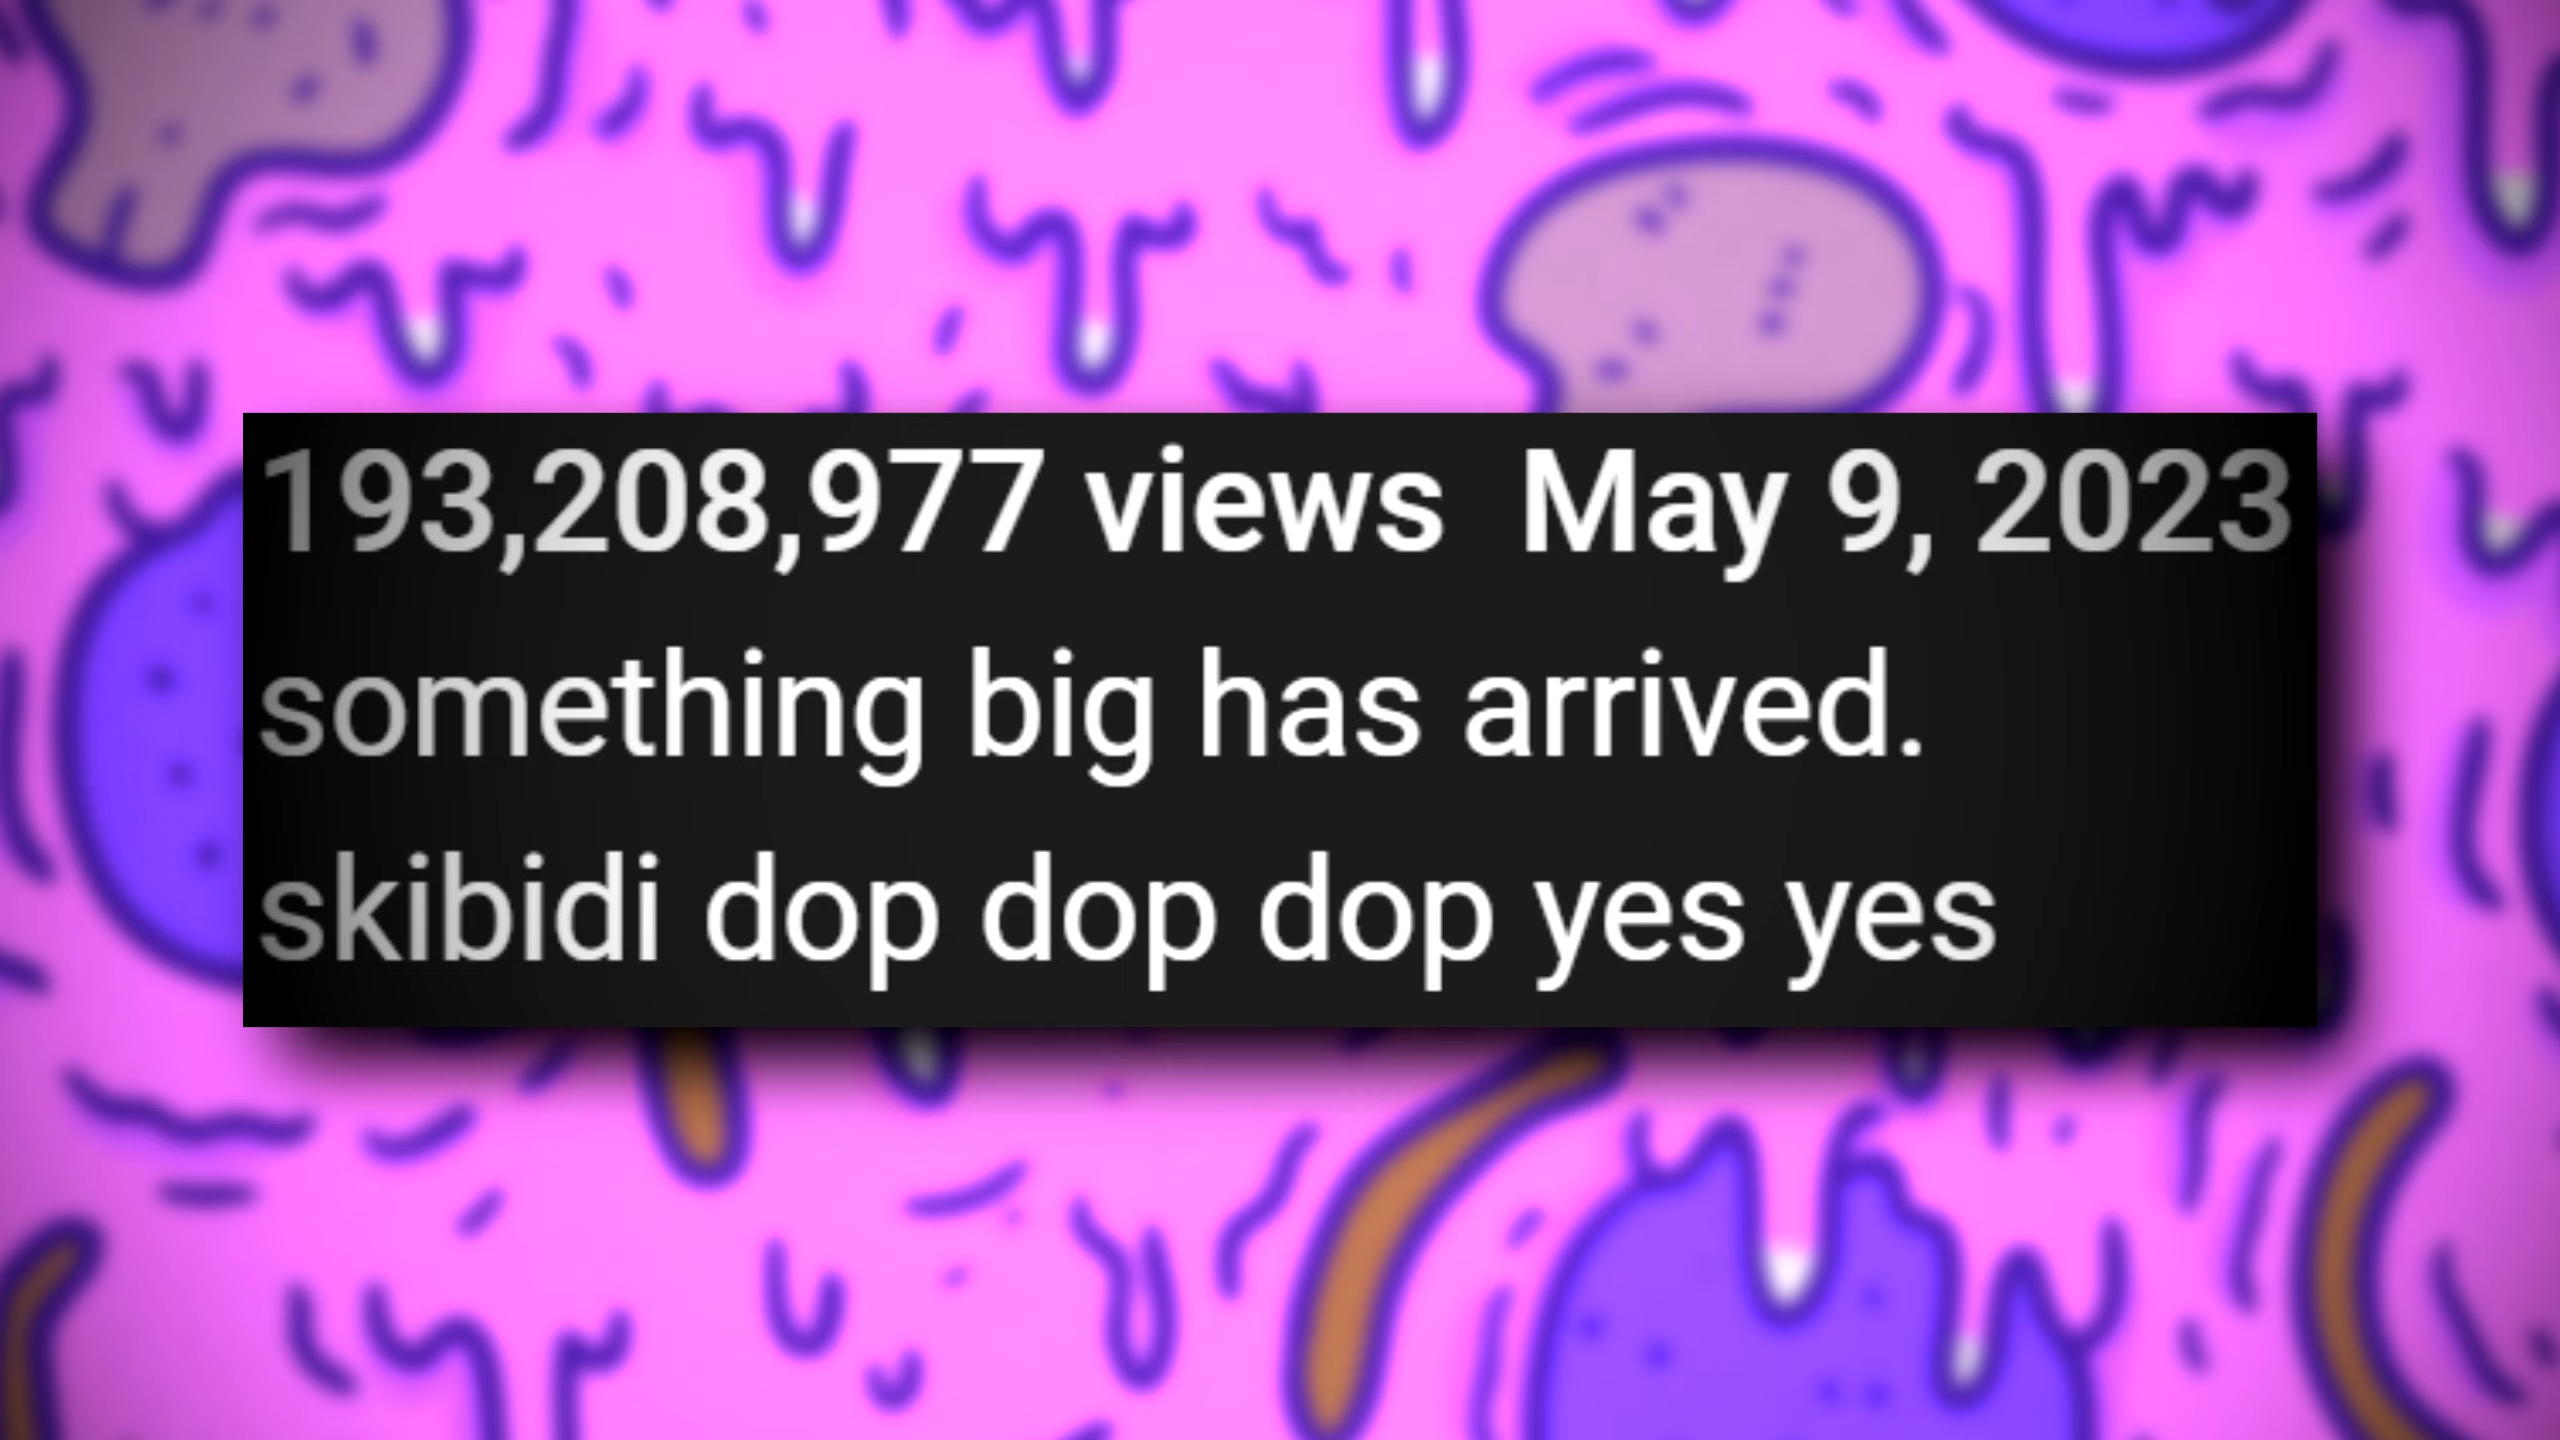 193,208,977 views  May 9, 2023
something big has arrived.
skibidi dop dop dop yes yes